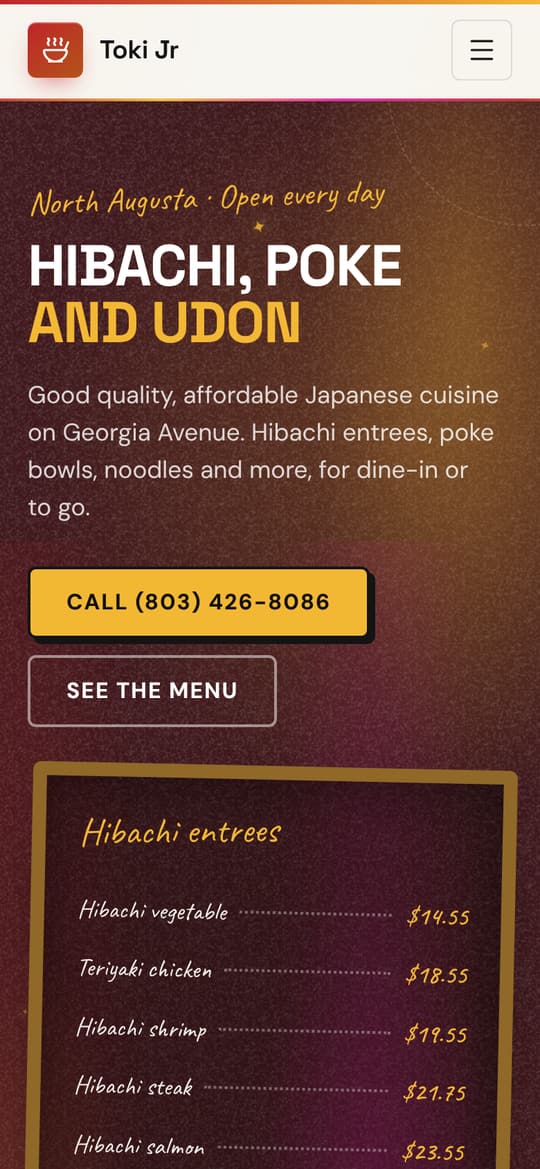 Toki Jr
North Augusta · Open every day
HIBACHI, POKE
AND UDON
Good quality, affordable Japanese cuisine
on Georgia Avenue. Hibachi entrees, poke
bowls, noodles and more, for dine-in or
to go.
CALL (803) 426-8086
SEE THE MENU
Hibachi entrees
Hibachi vegetable $14.55
Teriyaki chicken $18.55
Hibachi shrimp $19.55
Hibachi steak $21.75
Hibachi salmon $23.55